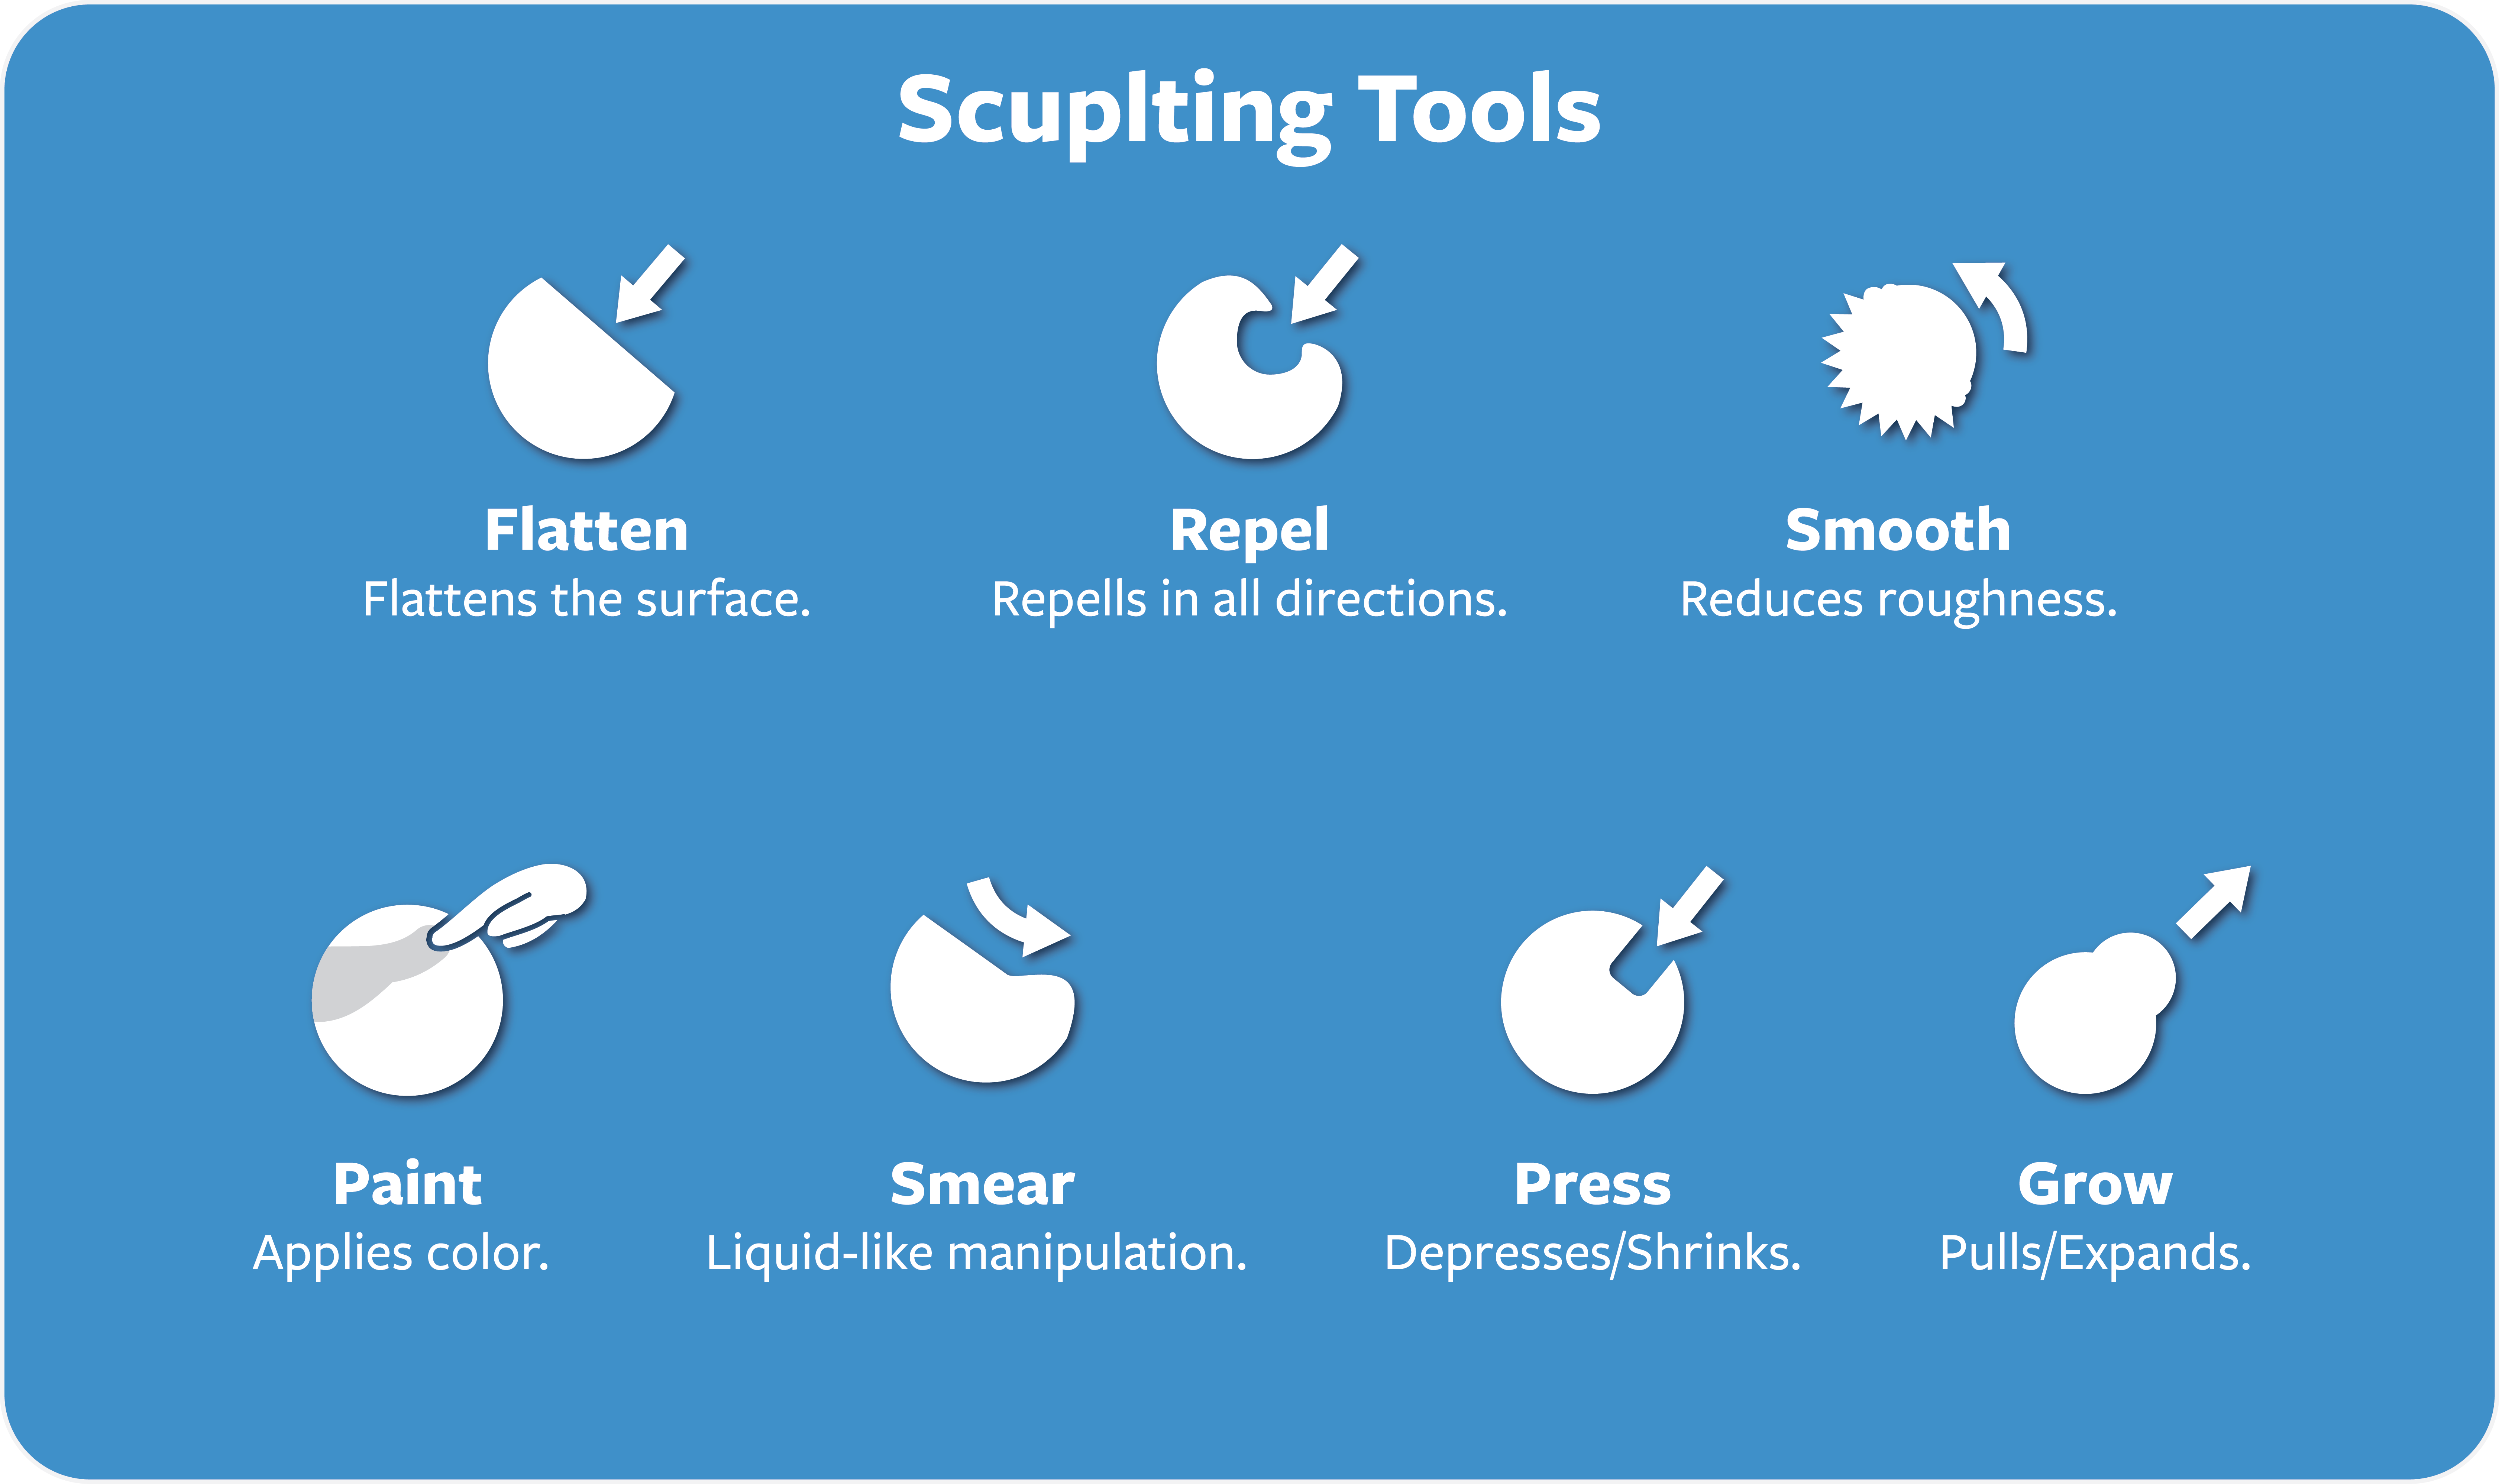 Scuplting Tools
Flatten
Flattens the surface.
Repel
Repells in all directions.
Smooth
Reduces roughness.
Paint
Applies color.
Smear
Liquid-like manipulation.
Press
Depresses/Shrinks.
Grow
Pulls/Expands.